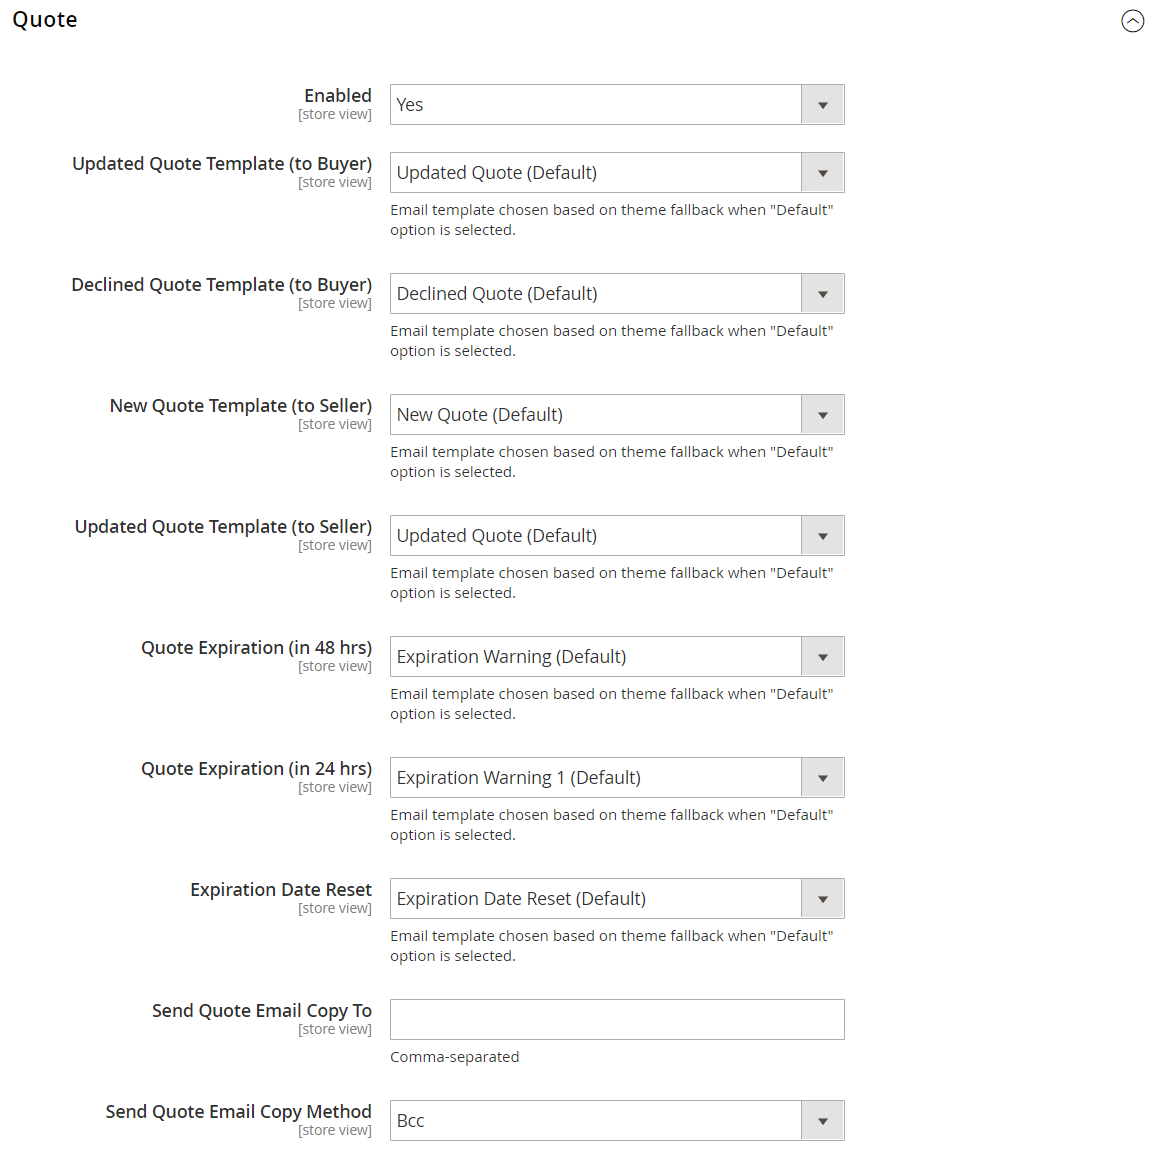 Quote
Enabled
[store view]
Yes
Updated Quote Template (to Buyer)
[store view]
Updated Quote (Default)
Email template chosen based on theme fallback when "Default"
option is selected.
Declined Quote Template (to Buyer)
[store view]
Declined Quote (Default)
Email template chosen based on theme fallback when "Default"
option is selected.
New Quote Template (to Seller)
[store view]
New Quote (Default)
Email template chosen based on theme fallback when "Default"
option is selected.
Updated Quote Template (to Seller)
[store view]
Updated Quote (Default)
Email template chosen based on theme fallback when "Default"
option is selected.
Quote Expiration (in 48 hrs)
[store view]
Expiration Warning (Default)
Email template chosen based on theme fallback when "Default"
option is selected.
Quote Expiration (in 24 hrs)
[store view]
Expiration Warning 1 (Default)
Email template chosen based on theme fallback when "Default"
option is selected.
Expiration Date Reset
[store view]
Expiration Date Reset (Default)
Email template chosen based on theme fallback when "Default"
option is selected.
Send Quote Email Copy To
[store view]
Comma-separated
Send Quote Email Copy Method
[store view]
Bcc